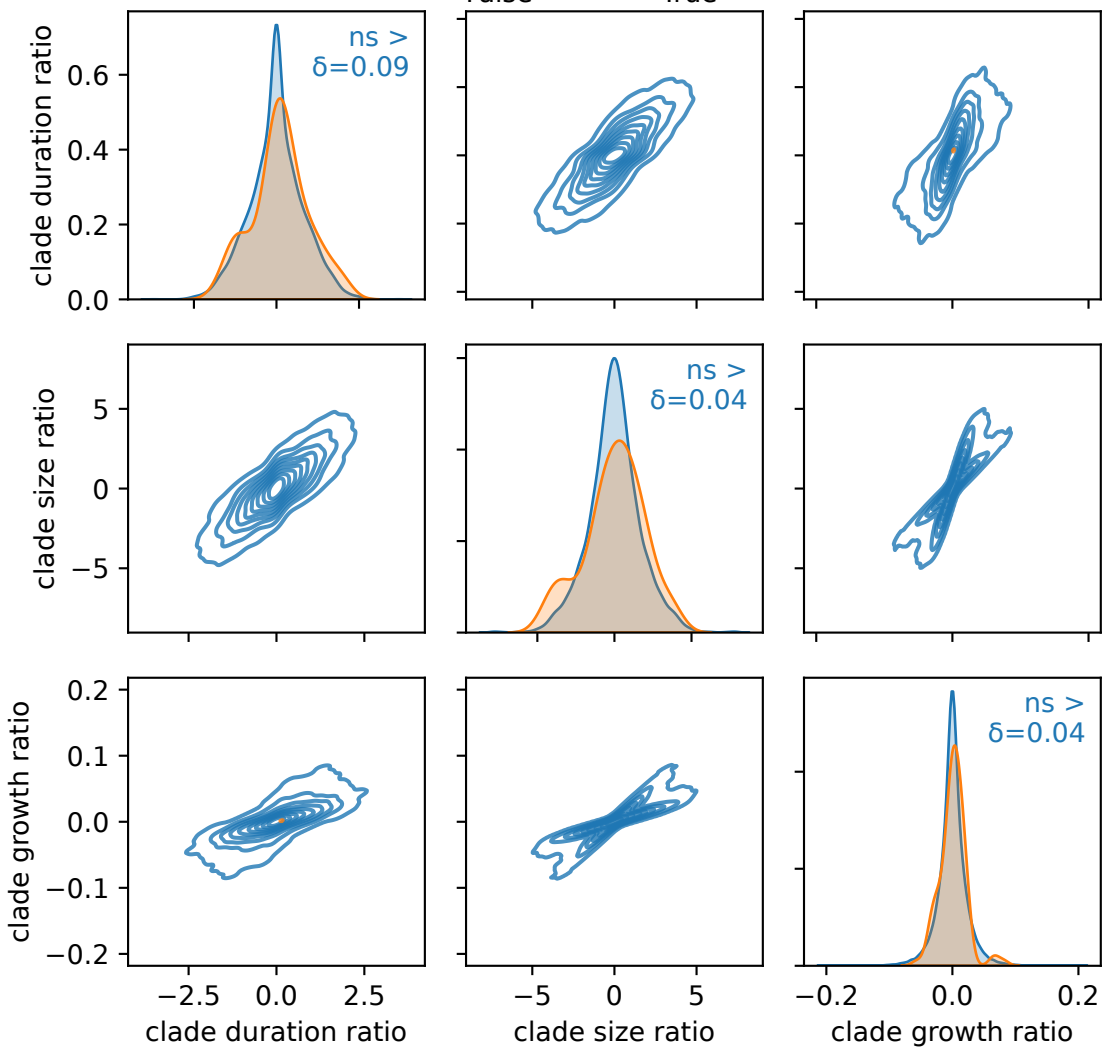 clade duration ratio
0.6
0.4
0.2
0.0
ns >
δ=0.09
clade size ratio
5
0
−5
ns >
δ=0.04
clade growth ratio
0.2
0.1
0.0
−0.1
−0.2
ns >
δ=0.04
−2.5 0.0 2.5
−5 0 5
−0.2 0.0 0.2
clade duration ratio
clade size ratio
clade growth ratio